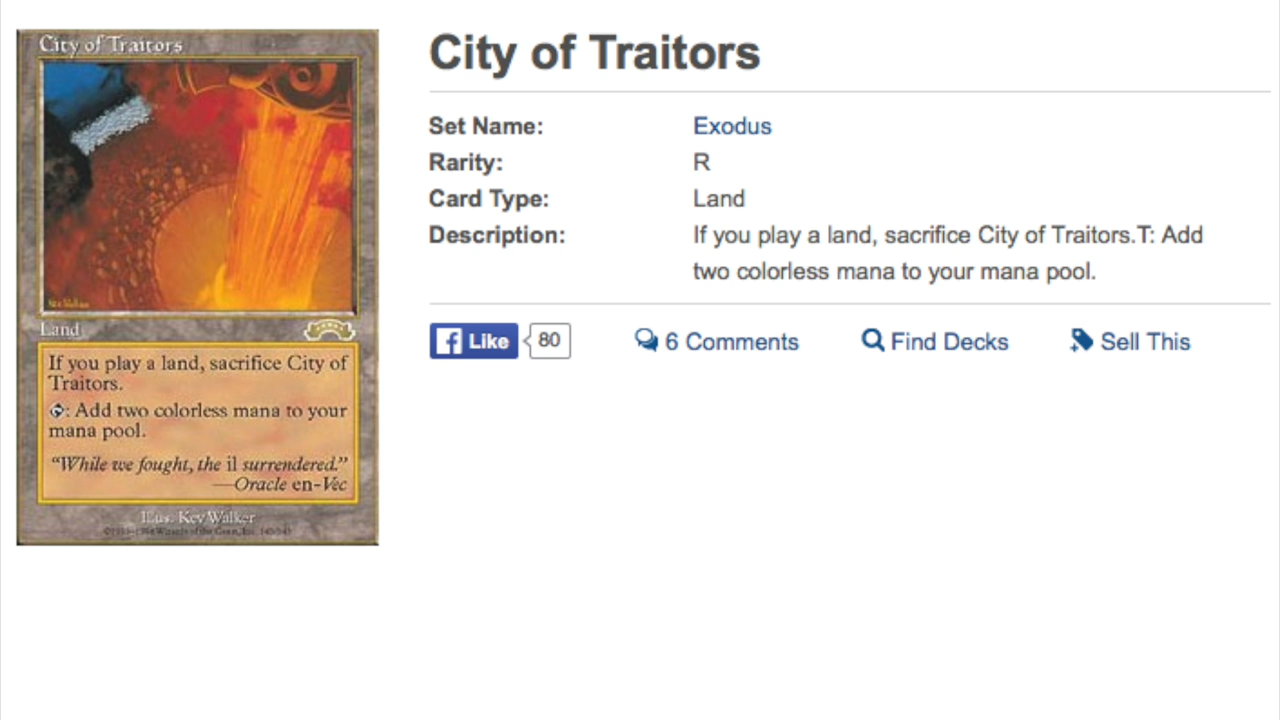 City of Traitors
Land
If you play a land, sacrifice City of
Traitors.
: Add two colorless mana to your
mana pool.
"While we fought, the il surrendered."
—Oracle en-Vec
Illus. Kev Walker
City of Traitors
Set Name: Exodus
Rarity: R
Card Type: Land
Description: If you play a land, sacrifice City of Traitors.T: Add
two colorless mana to your mana pool.
Like 80
6 Comments
Find Decks
Sell This